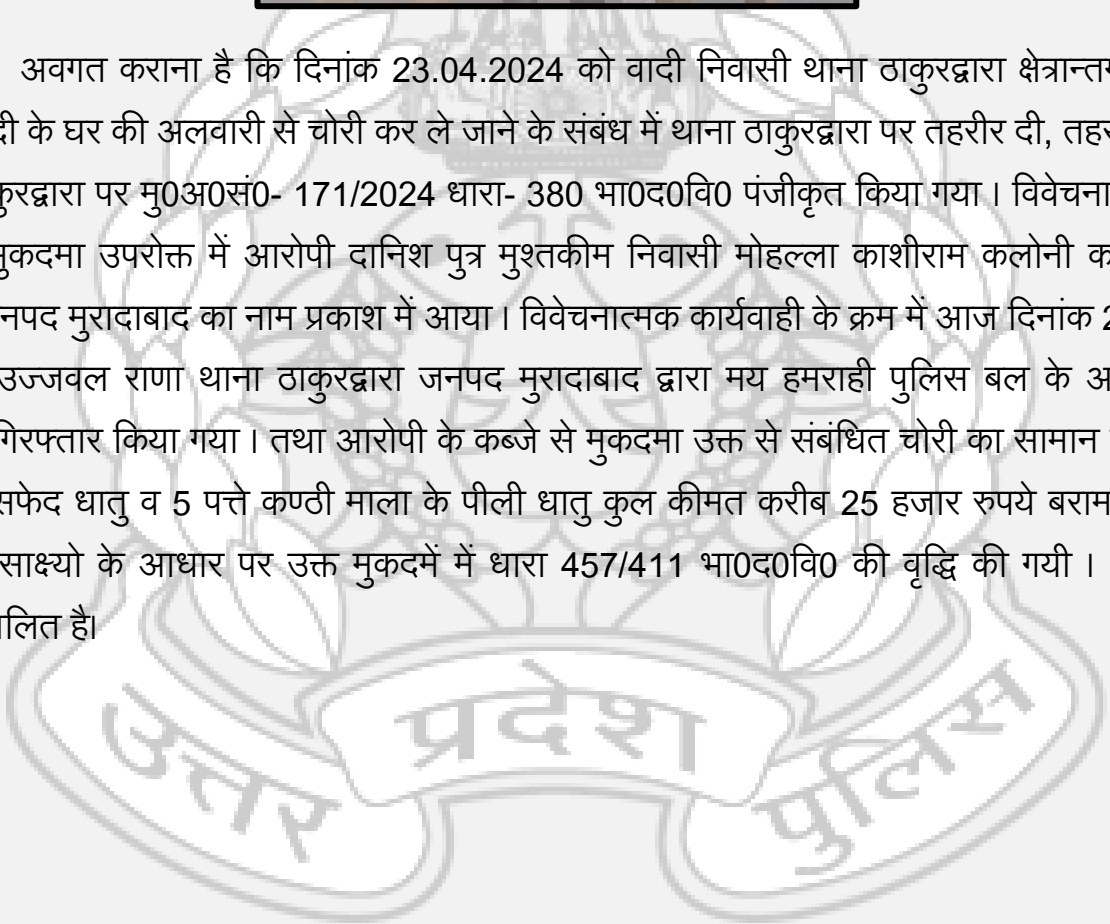 अवगत कराना है कि दिनांक 23.04.2024 को वादी निवासी थाना ठाकुरद्वारा क्षेत्रान्तग
दी के घर की अलवारी से चोरी कर ले जाने के संबंध में थाना ठाकुरद्वारा पर तहरीर दी, तहर
कुरद्वारा पर मु0अ0सं0- 171/2024 धारा- 380 भा0द0वि0 पंजीकृत किया गया । विवेचना
मुकदमा उपरोक्त में आरोपी दानिश पुत्र मुश्तकीम निवासी मोहल्ला काशीराम कलोनी क
नपद मुरादाबाद का नाम प्रकाश में आया । विवेचनात्मक कार्यवाही के क्रम में आज दिनांक 2
उज्जवल राणा थाना ठाकुरद्वारा जनपद मुरादाबाद द्वारा मय हमराही पुलिस बल के अ
गिरफ्तार किया गया । तथा आरोपी के कब्जे से मुकदमा उक्त से संबंधित चोरी का सामान
सफेद धातु व 5 पत्ते कण्ठी माला के पीली धातु कुल कीमत करीब 25 हजार रुपये बराम
साक्ष्यो के आधार पर उक्त मुकदमें में धारा 457/411 भा0द0वि0 की वृद्धि की गयी ।
लित है।
उत्तर प्रदेश पुलिस